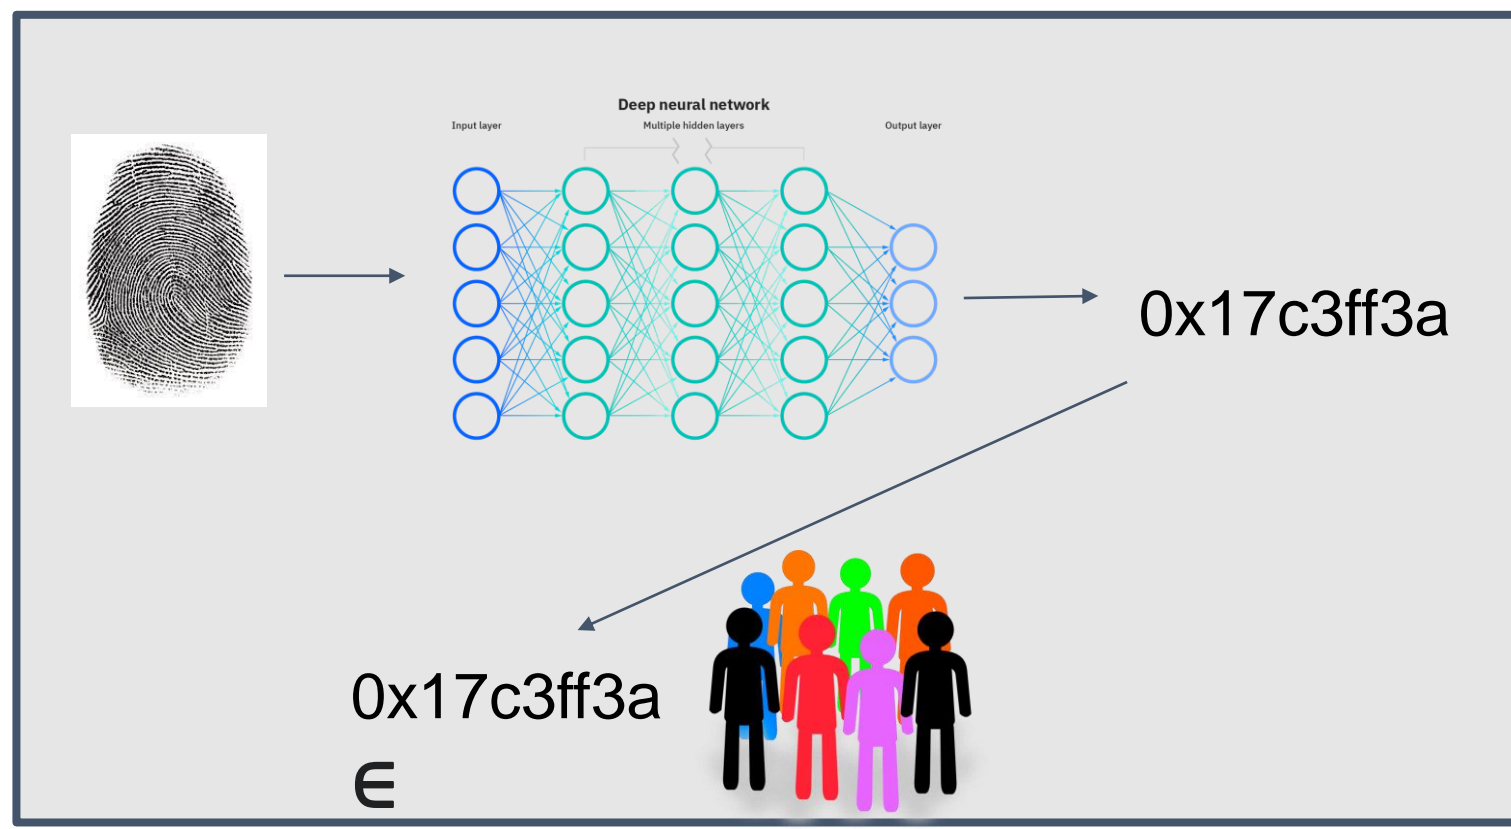 Deep neural network
Input layer
Multiple hidden layers
Output layer
0x17c3ff3a
0x17c3ff3a
∈